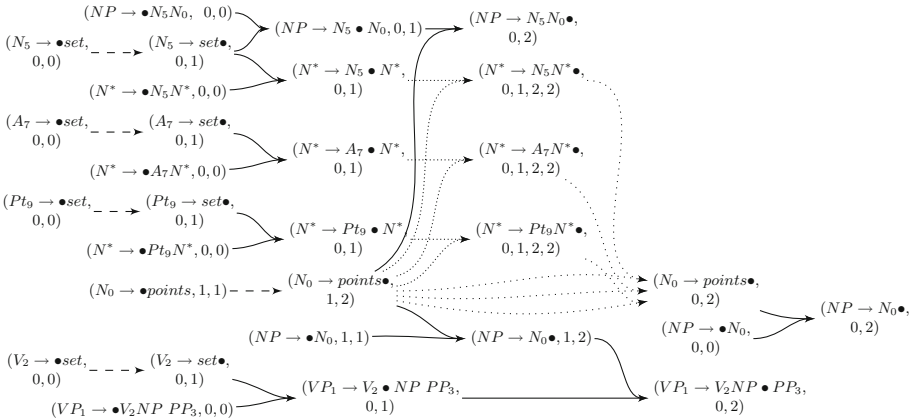 (NP → ●N₅N₀, 0,0)
(NP → N₅ ● N₀, 0, 1)
(NP → N₅N₀●,
0,2)
(N₅ → ●set,
0,0)
(N₅ → set●,
0,1)
(N* → ●N₅N*, 0,0)
(N* → N₅ ● N*,
0,1)
(N* → N₅N*●,
0,1,2,2)
(A₇ → ●set,
0,0)
(A₇ → set●,
0,1)
(N* → ●A₇N*, 0,0)
(N* → A₇ ● N*,
0,1)
(N* → A₇N*●,
0,1,2,2)
(Pt₉ → ●set,
0,0)
(Pt₉ → set●,
0,1)
(N* → ●Pt₉N*, 0,0)
(N* → Pt₉ ● N*,
0,1)
(N* → Pt₉N*●,
0,1,2,2)
(N₀ → ●points, 1,1)
(N₀ → points●,
1,2)
(N₀ → points●,
0,2)
(NP → ●N₀,
0,0)
(NP → N₀●,
0,2)
(NP → ●N₀, 1, 1)
(NP → N₀●, 1,2)
(V₂ → ●set,
0,0)
(V₂ → set●,
0,1)
(VP₁ → ●V₂NP PP₃, 0,0)
(VP₁ → V₂ ● NP PP₃,
0,1)
(VP₁ → V₂NP ● PP₃,
0,2)